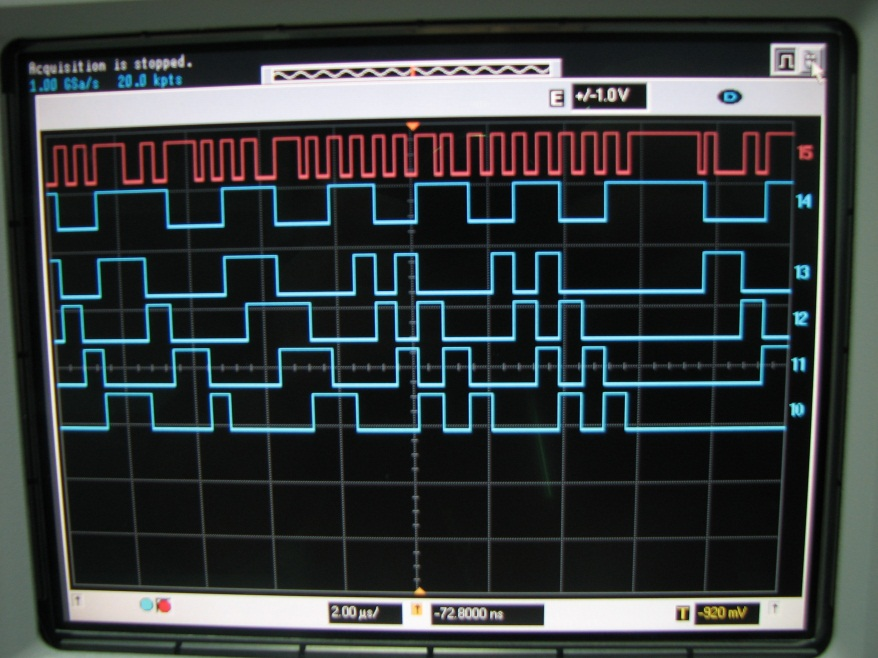 Acquisition is stopped.
1.00 GSa/s 20.0 kpts
E +/-1.0V D
15
14
13
12
11
10
2.00 µs/ -72.8000 ns T -920 mV